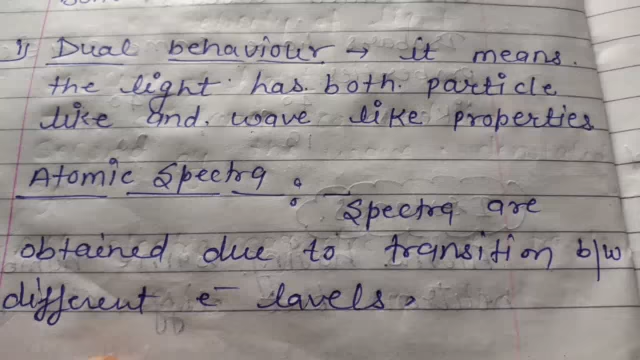 1) Dual behaviour → it means
the light has both particle
like and wave like properties
Atomic Spectra :
Spectra are
obtained due to transition b/w
different e⁻ lavels,